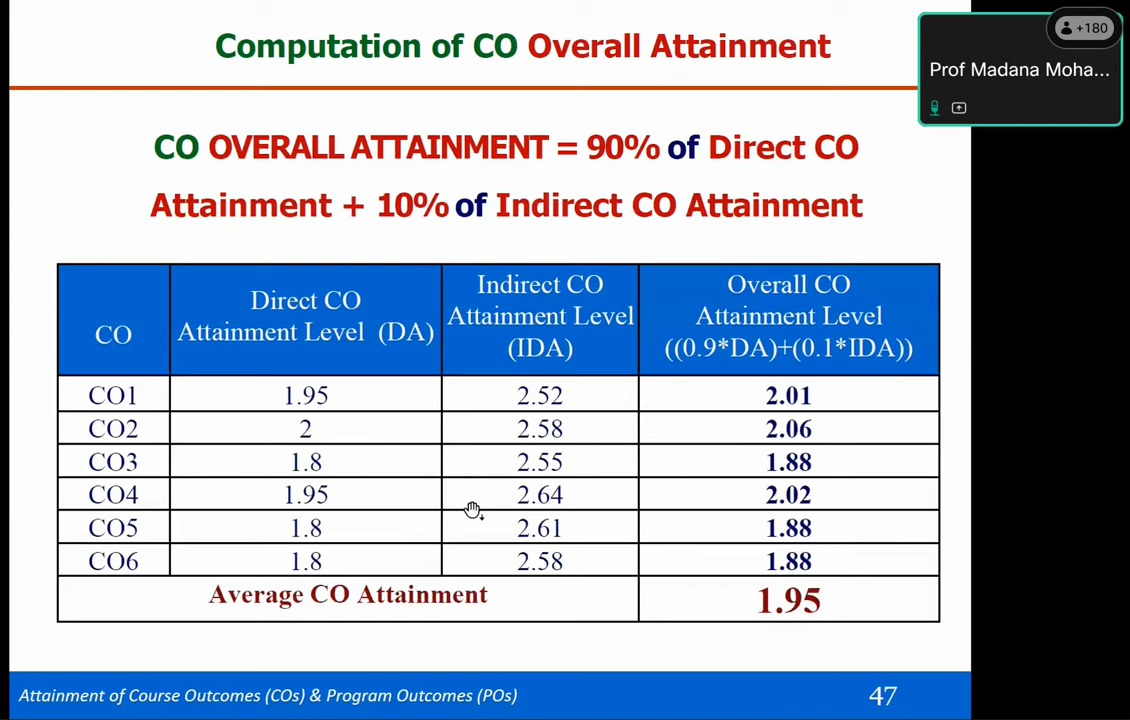 Computation of CO Overall Attainment
+180
Prof Madana Moha...
CO OVERALL ATTAINMENT = 90% of Direct CO
Attainment + 10% of Indirect CO Attainment
CO
Direct CO
Attainment Level (DA)
Indirect CO
Attainment Level
(IDA)
Overall CO
Attainment Level
((0.9*DA)+(0.1*IDA))
CO1 1.95 2.52 2.01
CO2 2 2.58 2.06
CO3 1.8 2.55 1.88
CO4 1.95 2.64 2.02
CO5 1.8 2.61 1.88
CO6 1.8 2.58 1.88
Average CO Attainment 1.95
Attainment of Course Outcomes (COs) & Program Outcomes (POs) 47